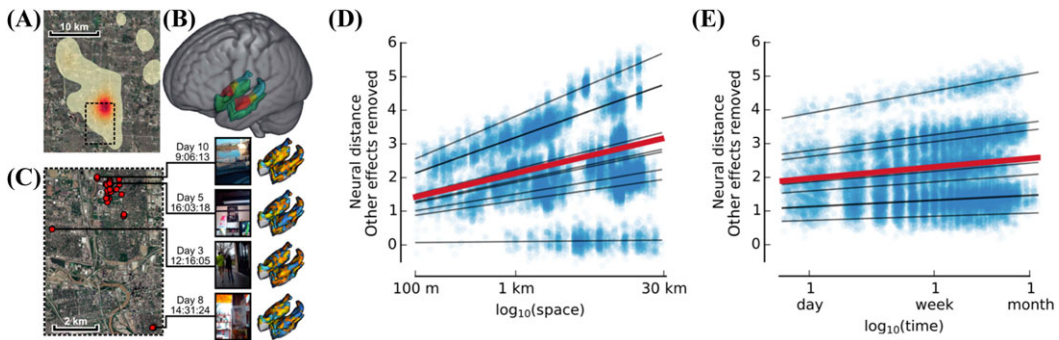 (A)
10 km
(B)
(C)
Day 10
9:06:13
Day 5
16:03:18
Day 3
12:16:05
Day 8
14:31:24
2 km
(D)
Neural distance
Other effects removed
6
5
4
3
2
1
0
100 m
1 km
30 km
log₁₀(space)
(E)
Neural distance
Other effects removed
6
5
4
3
2
1
0
1
day
1
week
1
month
log₁₀(time)